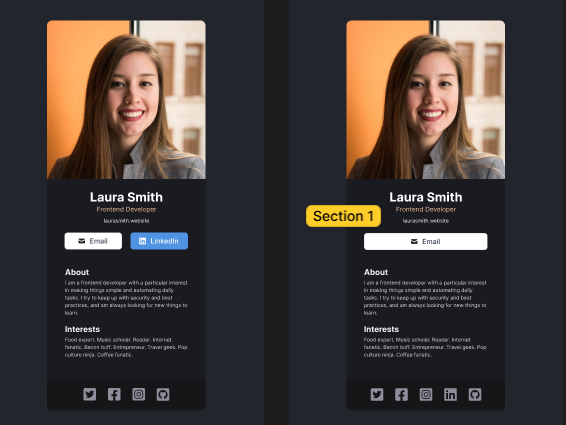 Laura Smith
Frontend Developer
laurasmith.website
Email
LinkedIn
About
I am a frontend developer with a particular interest
in making things simple and automating daily
tasks. I try to keep up with security and best
practices, and am always looking for new things to
learn.
Interests
Food expert. Music scholar. Reader. Internet
fanatic. Bacon buff. Entrepreneur. Travel geek. Pop
culture ninja. Coffee fanatic.
Section 1
Laura Smith
Frontend Developer
laurasmith.website
Email
About
I am a frontend developer with a particular interest
in making things simple and automating daily
tasks. I try to keep up with security and best
practices, and am always looking for new things to
learn.
Interests
Food expert. Music scholar. Reader. Internet
fanatic. Bacon buff. Entrepreneur. Travel geek. Pop
culture ninja. Coffee fanatic.